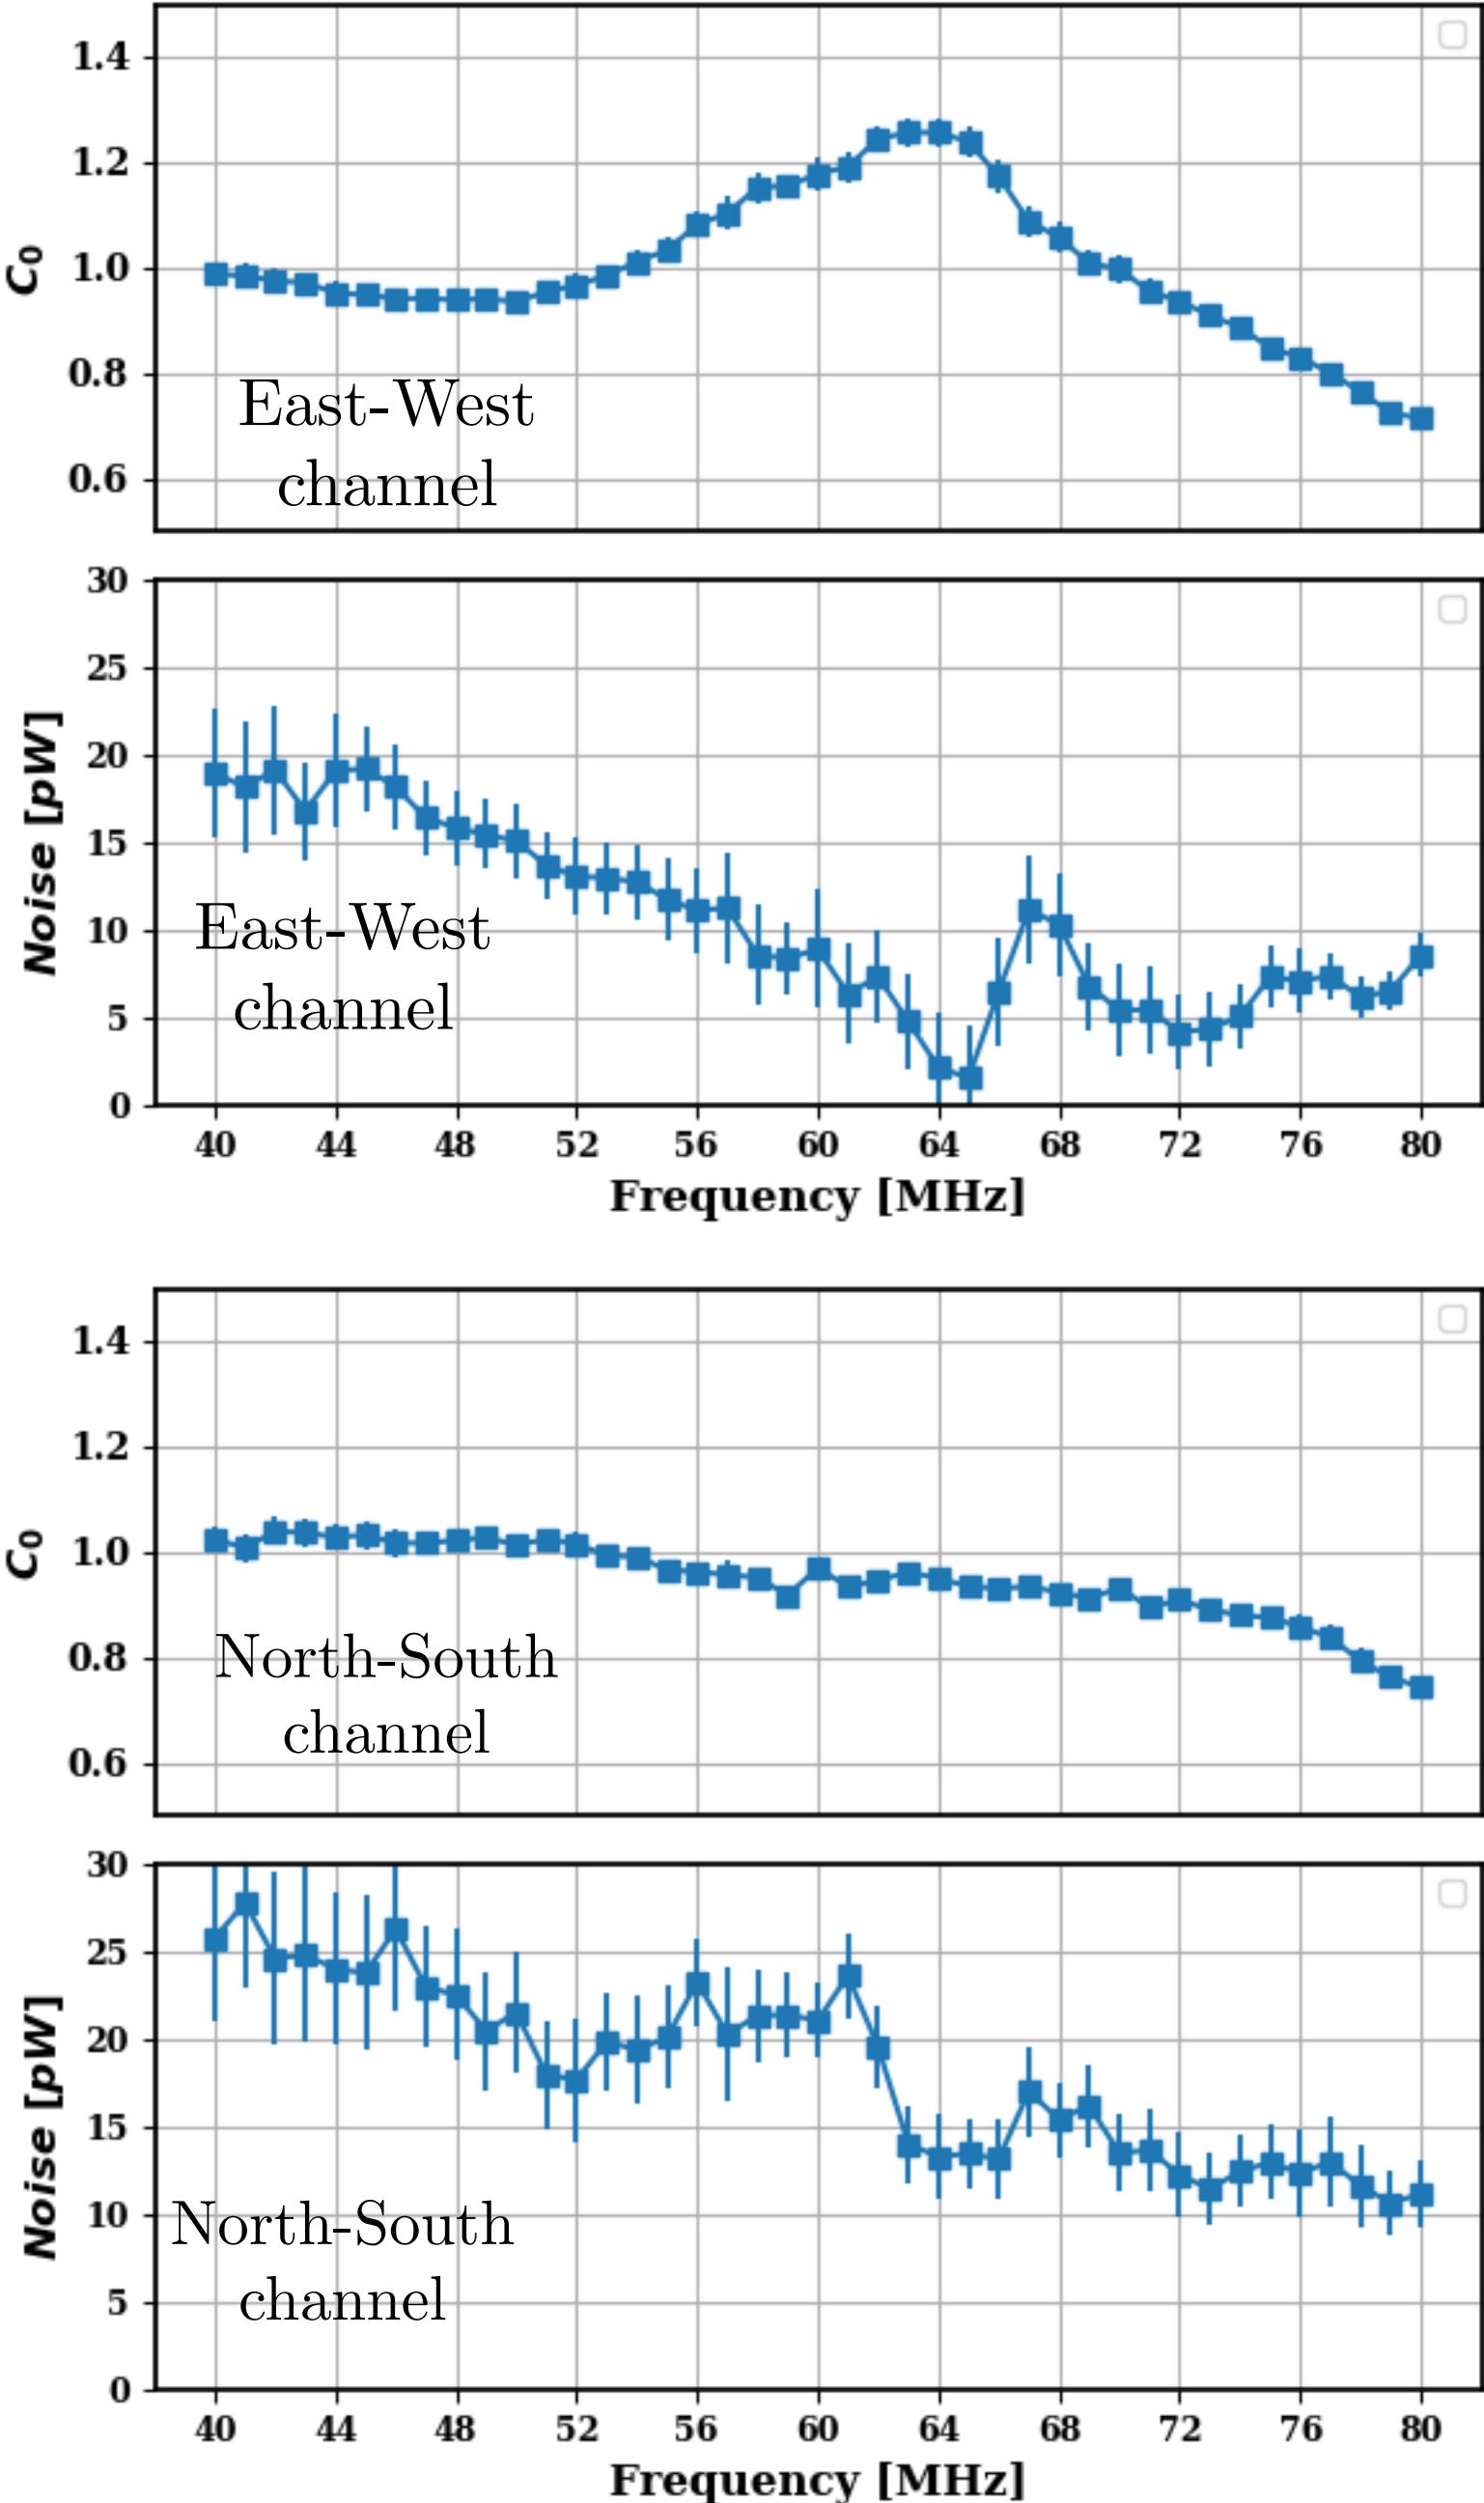 1.4
1.2
1.0
0.8
0.6
C₀
East-West
channel
30
25
20
15
10
5
0
Noise [pW]
East-West
channel
40 44 48 52 56 60 64 68 72 76 80
Frequency [MHz]
1.4
1.2
1.0
0.8
0.6
C₀
North-South
channel
30
25
20
15
10
5
0
Noise [pW]
North-South
channel
40 44 48 52 56 60 64 68 72 76 80
Frequency [MHz]